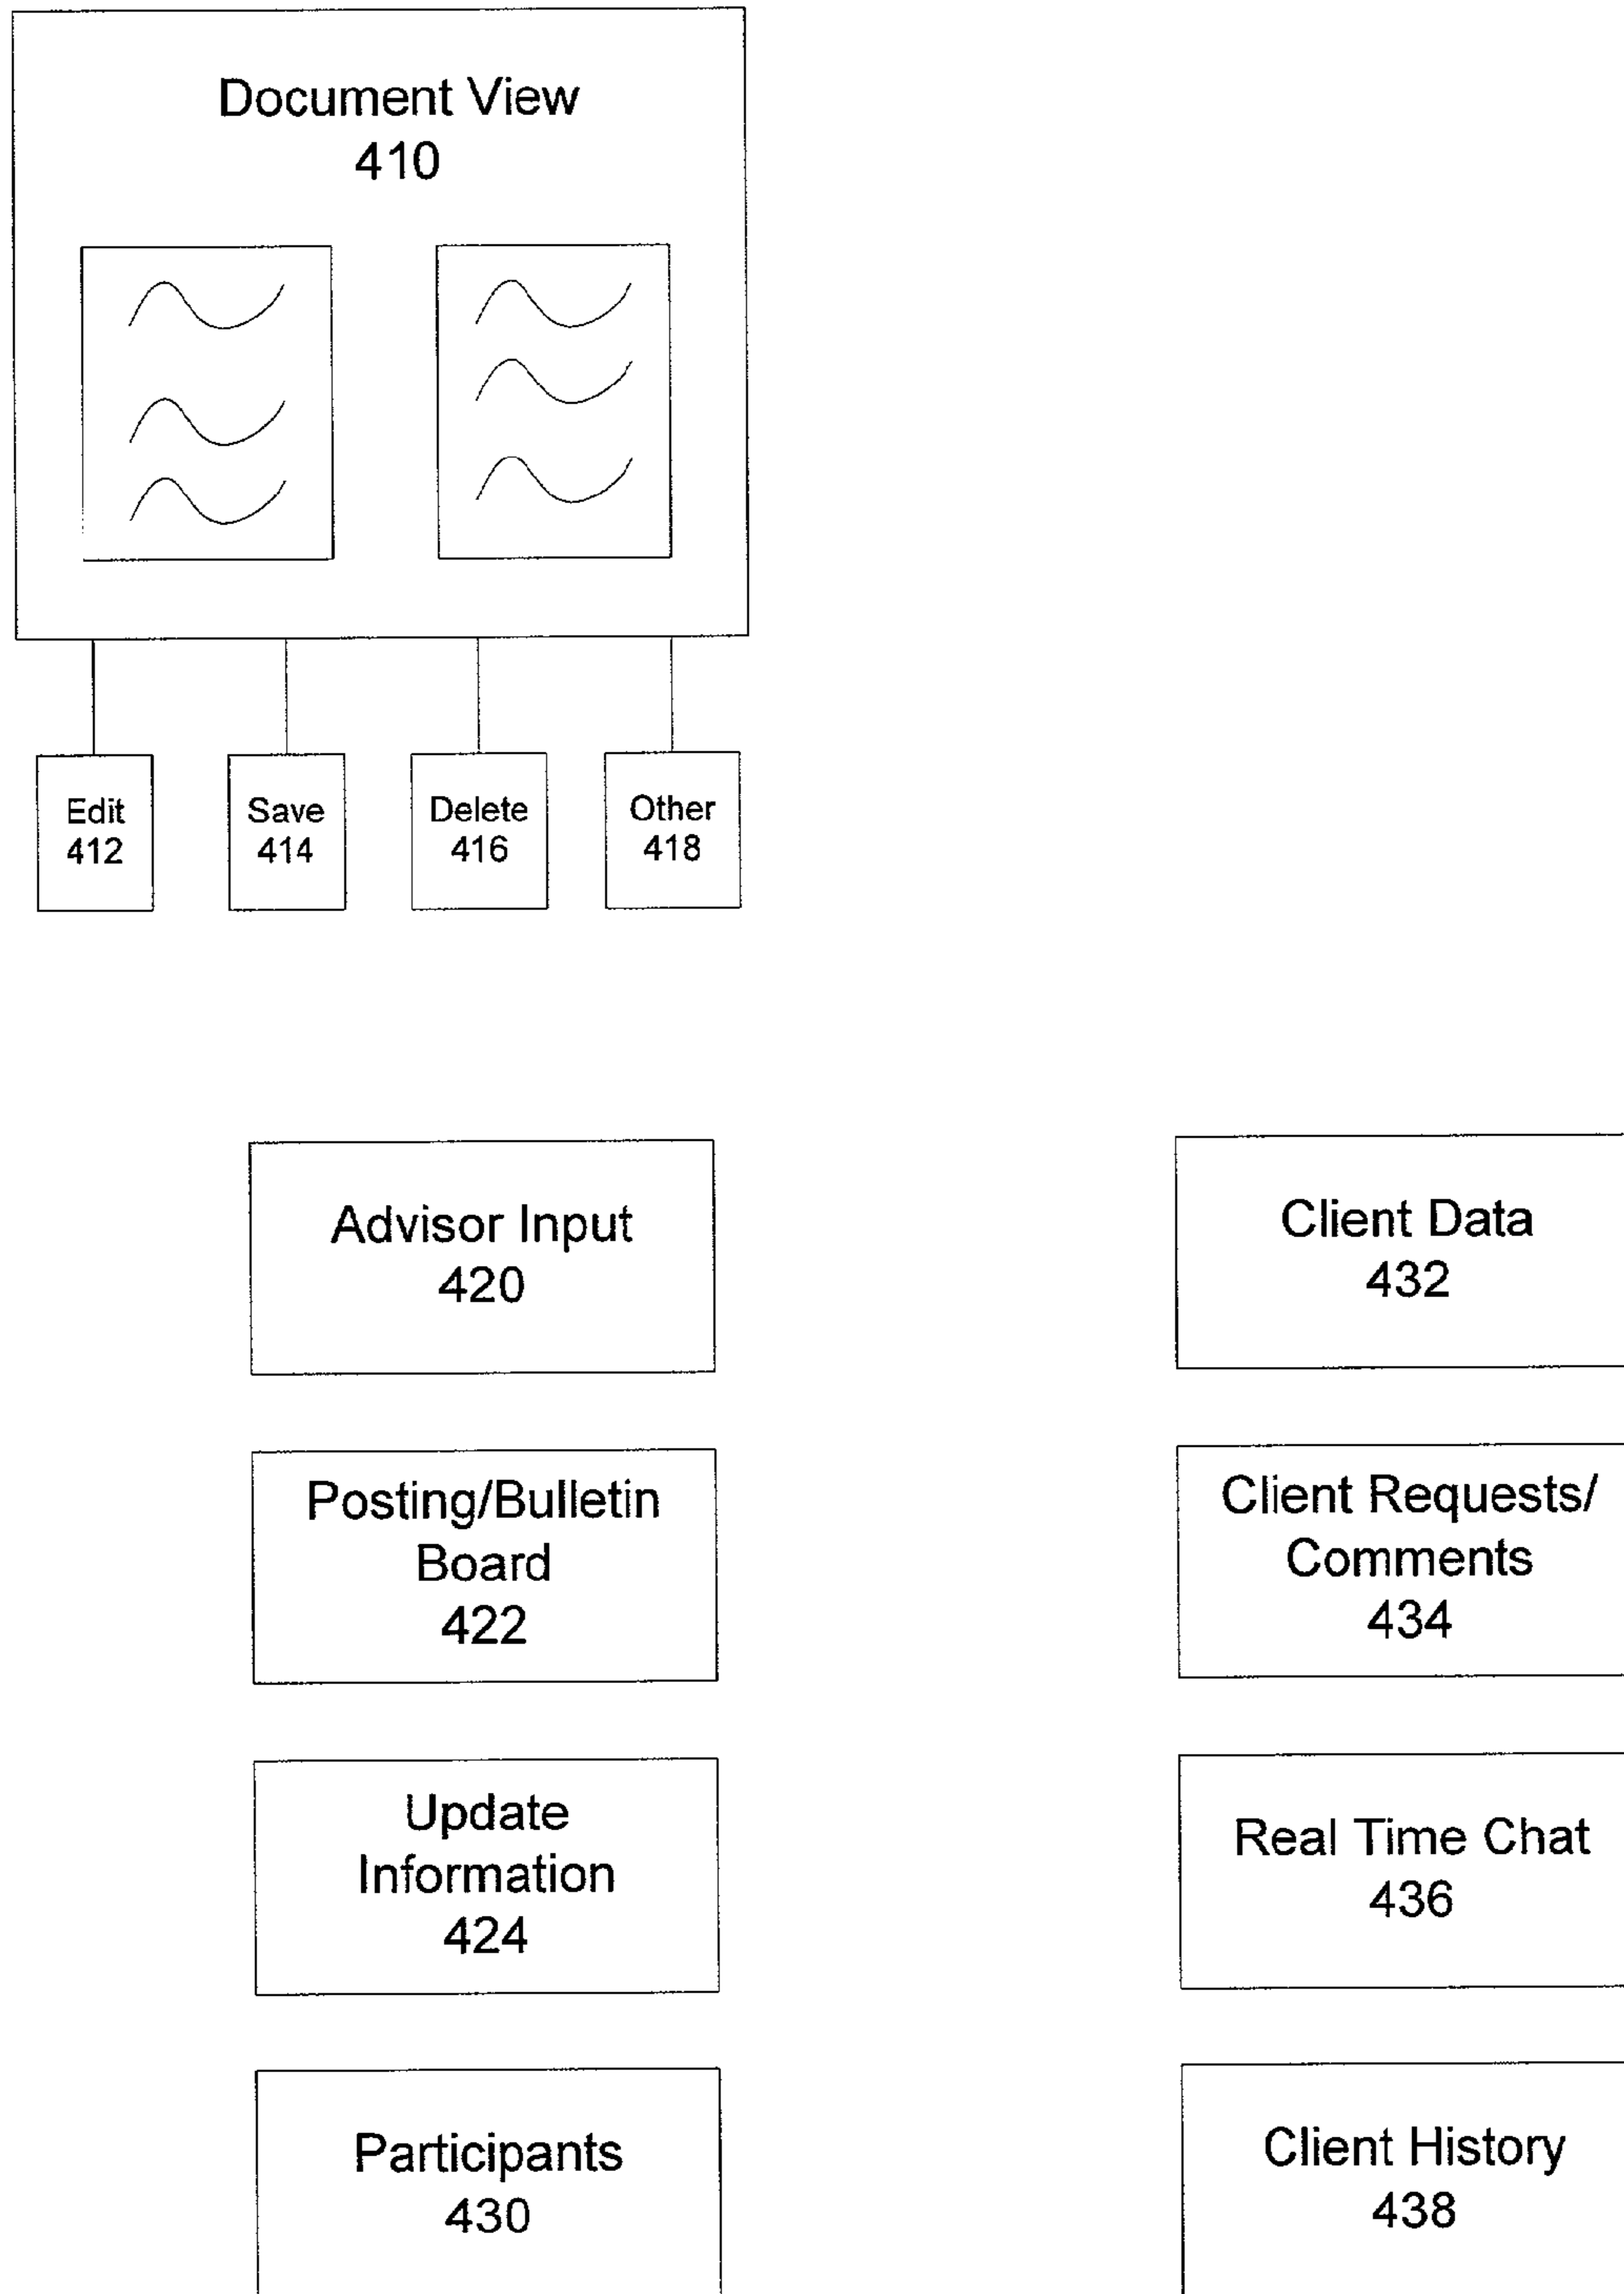 Document View
410
Edit
412
Save
414
Delete
416
Other
418
Advisor Input
420
Client Data
432
Posting/Bulletin
Board
422
Client Requests/
Comments
434
Update
Information
424
Real Time Chat
436
Participants
430
Client History
438